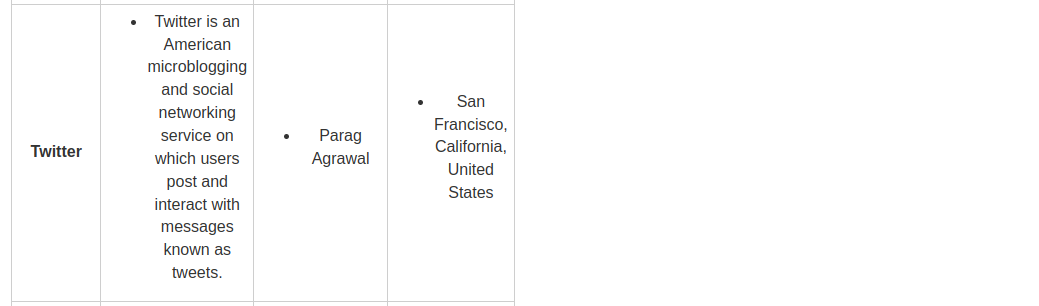 Twitter
• Twitter is an
American
microblogging
and social
networking
service on
which users
post and
interact with
messages
known as
tweets.
• Parag
Agrawal
• San
Francisco,
California,
United
States